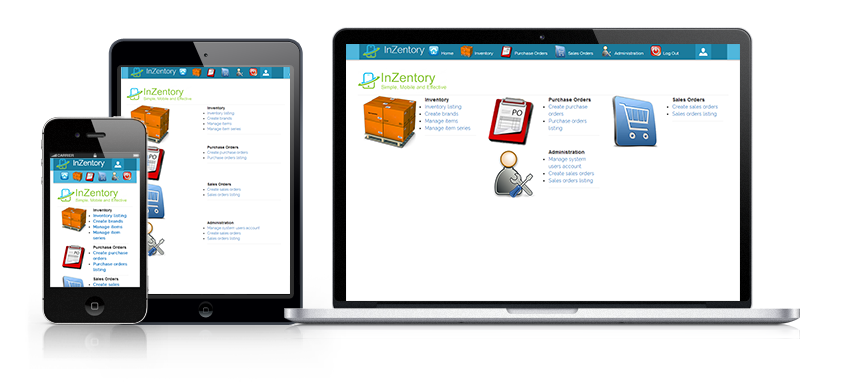 InZentory
Home
Inventory
Purchase Orders
Sales Orders
Administration
Log Out
InZentory
Simple, Mobile and Effective
Inventory
Inventory listing
Create brands
Manage items
Manage item series
PO
Purchase Orders
Create purchase
orders
Purchase orders
listing
Sales Orders
Create sales orders
Sales orders listing
Administration
Manage system
users account
Create sales orders
Sales orders listing
InZentory
InZentory
Simple, Mobile and Effective
Inventory
Inventory listing
Create brands
Manage items
Manage item series
PO
Purchase Orders
Create purchase orders
Purchase orders listing
Sales Orders
Create sales orders
Sales orders listing
Administration
Manage system users account
Create sales orders
Sales orders listing
CARRIER
InZentory
InZentory
Simple, Mobile and Effective
Inventory
Inventory listing
Create brands
Manage items
Manage item
series
PO
Purchase Orders
Create purchase
orders
Purchase orders
listing
Sales Orders
Create sales